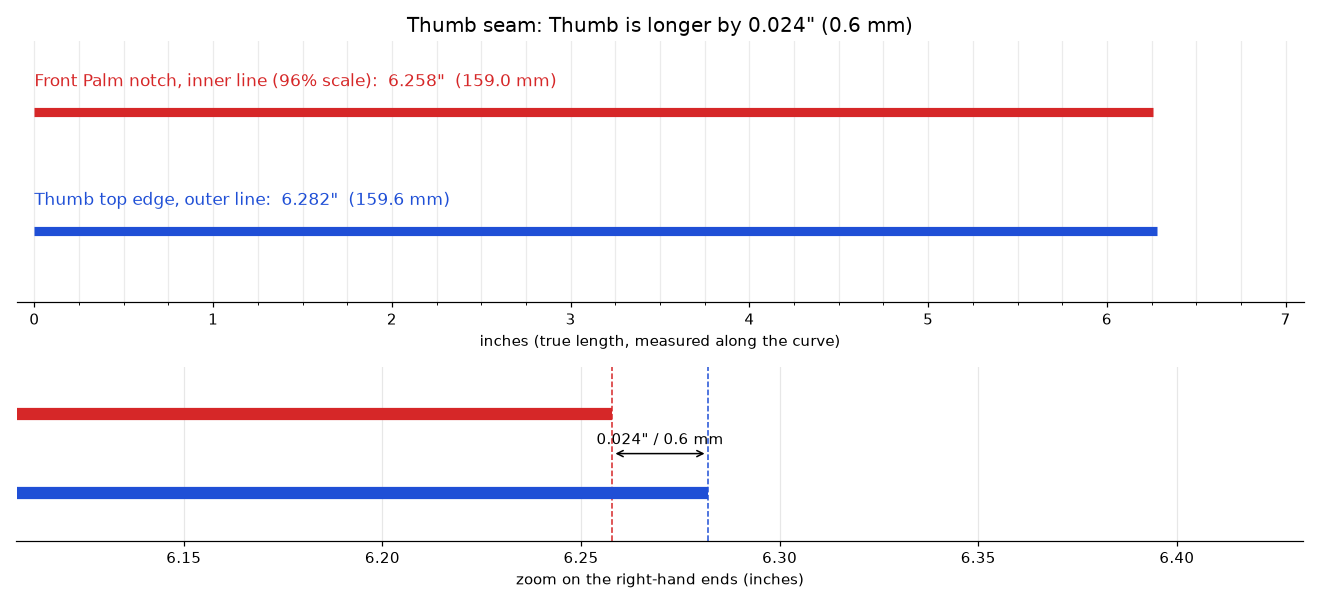 Thumb seam: Thumb is longer by 0.024" (0.6 mm)
Front Palm notch, inner line (96% scale):  6.258"  (159.0 mm)
Thumb top edge, outer line:  6.282"  (159.6 mm)
0 1 2 3 4 5 6 7
inches (true length, measured along the curve)
0.024" / 0.6 mm
6.15 6.20 6.25 6.30 6.35 6.40
zoom on the right-hand ends (inches)